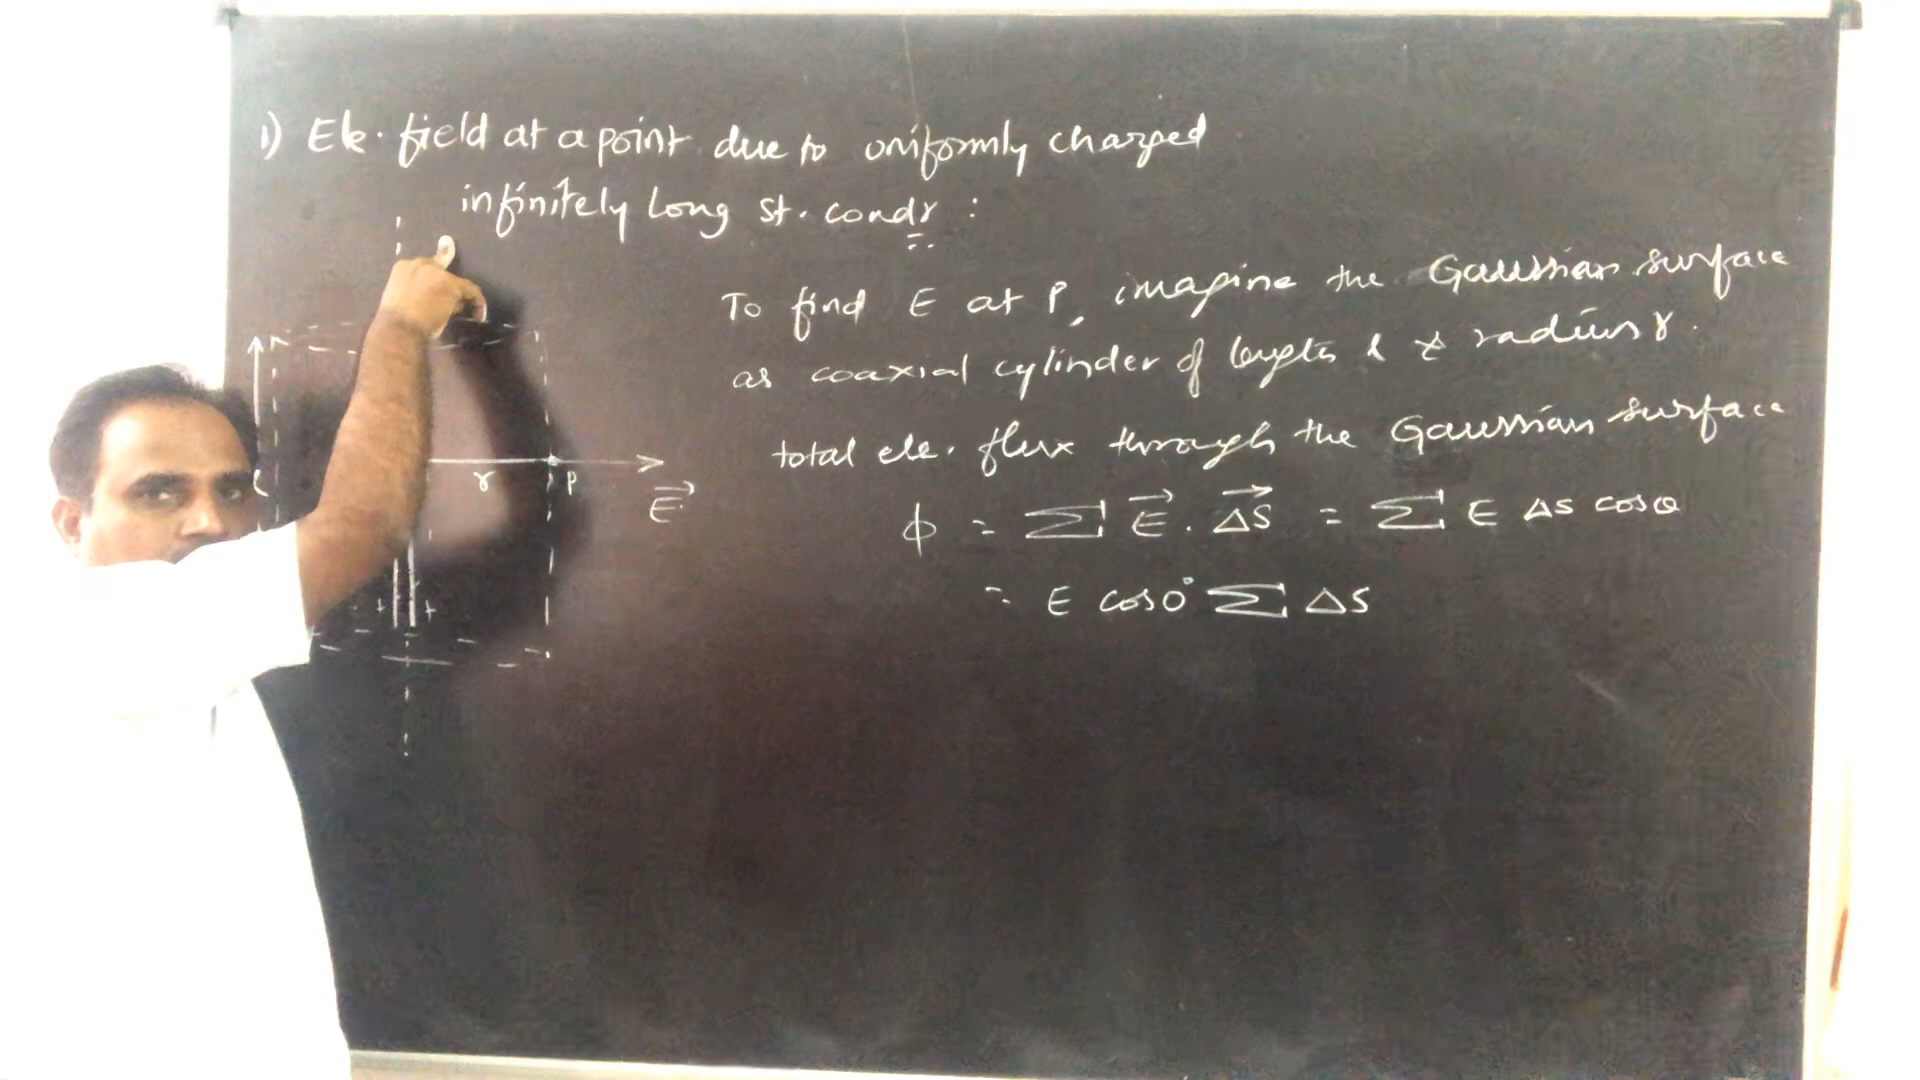 1) Ele. field at a point due to uniformly charged
infinitely long st. condr :
To find E at P, imagine the Gaussian surface
as coaxial cylinder of length l & radius r.
total ele. flux through the Gaussian surface
ϕ = ∑ E⃗ . ΔS⃗ = ∑ E ΔS cosθ
= E cos0° ∑ ΔS
l
r
P
E⃗
+ +